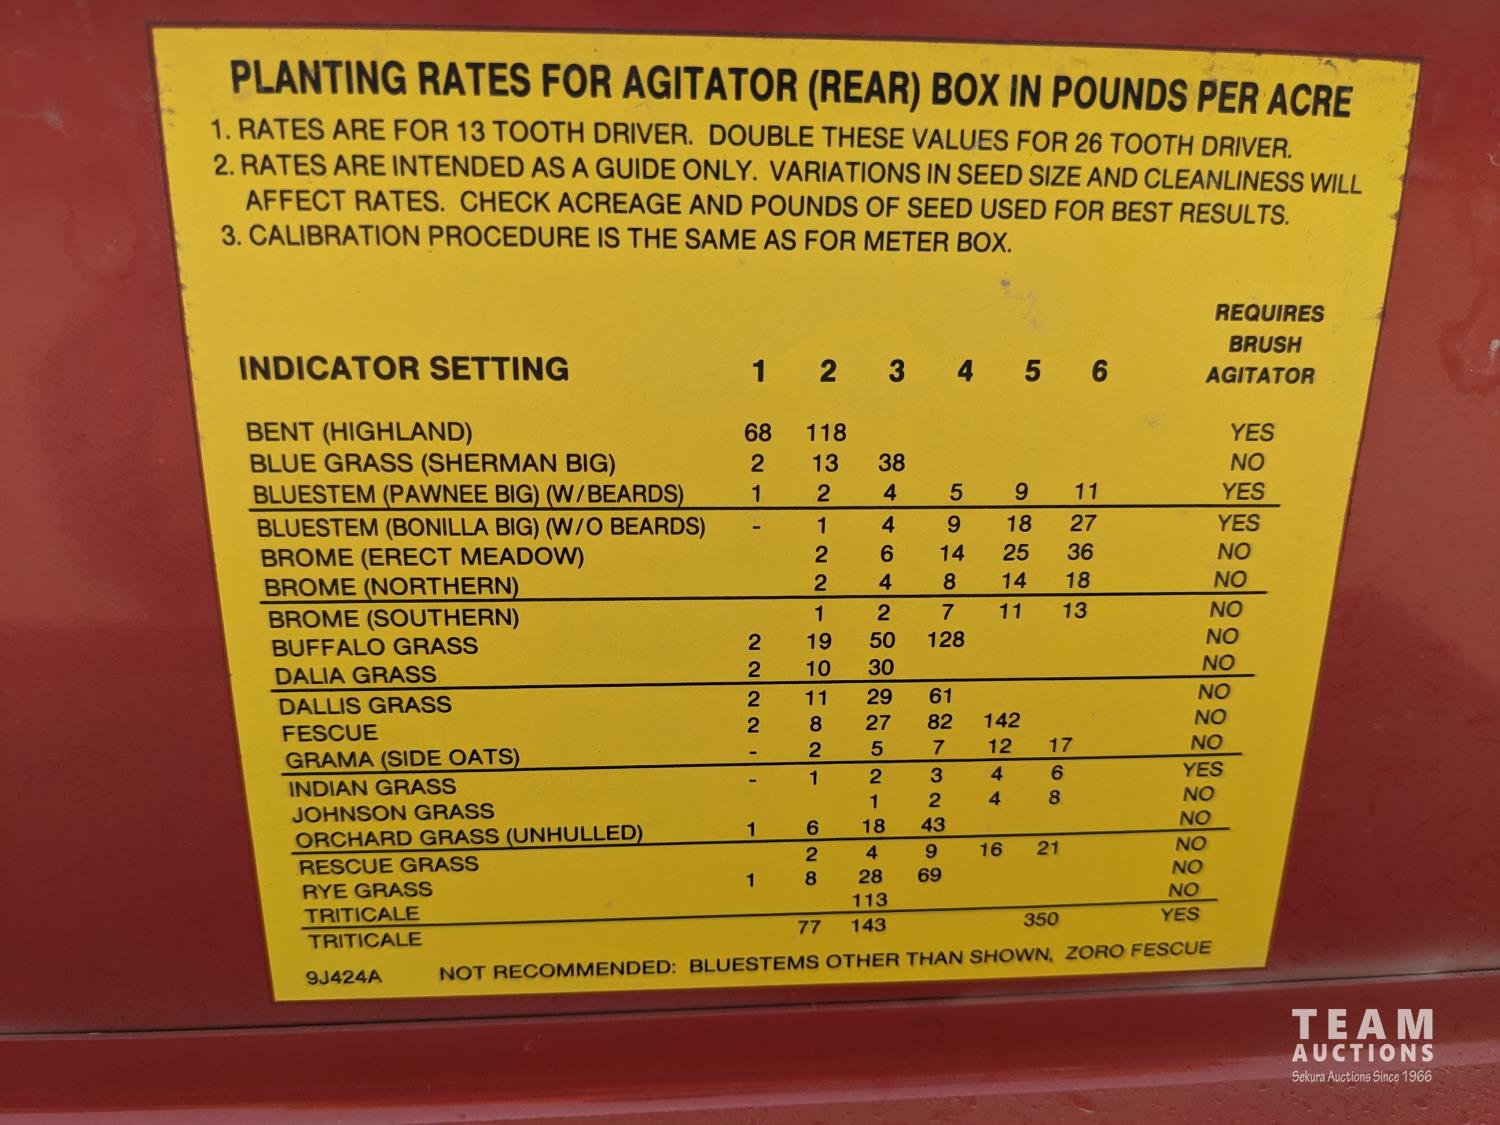 PLANTING RATES FOR AGITATOR (REAR) BOX IN POUNDS PER ACRE
1. RATES ARE FOR 13 TOOTH DRIVER. DOUBLE THESE VALUES FOR 26 TOOTH DRIVER.
2. RATES ARE INTENDED AS A GUIDE ONLY. VARIATIONS IN SEED SIZE AND CLEANLINESS WILL
AFFECT RATES. CHECK ACREAGE AND POUNDS OF SEED USED FOR BEST RESULTS.
3. CALIBRATION PROCEDURE IS THE SAME AS FOR METER BOX.
REQUIRES
BRUSH
INDICATOR SETTING 1 2 3 4 5 6 AGITATOR
BENT (HIGHLAND) 68 118 YES
BLUE GRASS (SHERMAN BIG) 2 13 38 NO
BLUESTEM (PAWNEE BIG) (W/BEARDS) 1 2 4 5 9 11 YES
BLUESTEM (BONILLA BIG) (W/O BEARDS) - 1 4 9 18 27 YES
BROME (ERECT MEADOW) 2 6 14 25 36 NO
BROME (NORTHERN) 2 4 8 14 18 NO
BROME (SOUTHERN) 1 2 7 11 13 NO
BUFFALO GRASS 2 19 50 128 NO
DALIA GRASS 2 10 30 NO
DALLIS GRASS 2 11 29 61 NO
FESCUE 2 8 27 82 142 NO
GRAMA (SIDE OATS) - 2 5 7 12 17 NO
INDIAN GRASS - 1 2 3 4 6 YES
JOHNSON GRASS 1 2 4 8 NO
ORCHARD GRASS (UNHULLED) 1 6 18 43 NO
RESCUE GRASS 2 4 9 16 21 NO
RYE GRASS 1 8 28 69 NO
TRITICALE 113 NO
TRITICALE 77 143 350 YES
9J424A NOT RECOMMENDED: BLUESTEMS OTHER THAN SHOWN, ZORO FESCUE
TEAM
AUCTIONS
Sekura Auctions Since 1966